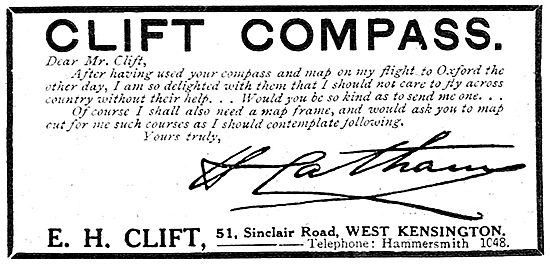 CLIFT COMPASS.
Dear Mr. Clift,
After having used your compass and map on my flight to Oxford the
other day, I am so delighted with them that I should not care to fly across
country without their help. . . Would you be so kind as to send me one. . .
Of course I shall also need a map frame, and would ask you to map
out for me such courses as I should contemplate following.
Yours truly,
H Latham
E. H. CLIFT, 51, Sinclair Road, WEST KENSINGTON.
Telephone: Hammersmith 1048.